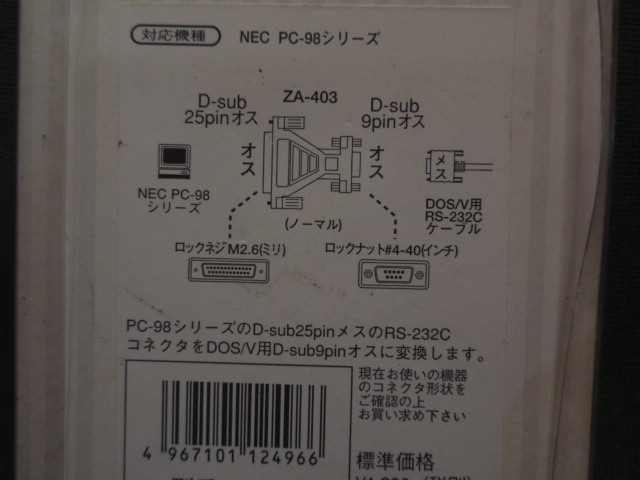 対応機種 NEC PC-98シリーズ
ZA-403
D-sub
25pinオス
D-sub
9pinオス
オス
オス
メス
NEC PC-98
シリーズ
DOS/V用
RS-232C
ケーブル
(ノーマル)
ロックネジM2.6(ミリ)
ロックナット#4-40(インチ)
PC-98シリーズのD-sub25pinメスのRS-232C
コネクタをDOS/V用D-sub9pinオスに変換します。
現在お使いの機器
のコネクタ形状を
ご確認の上
お買い求め下さい
4 967101 124966
標準価格